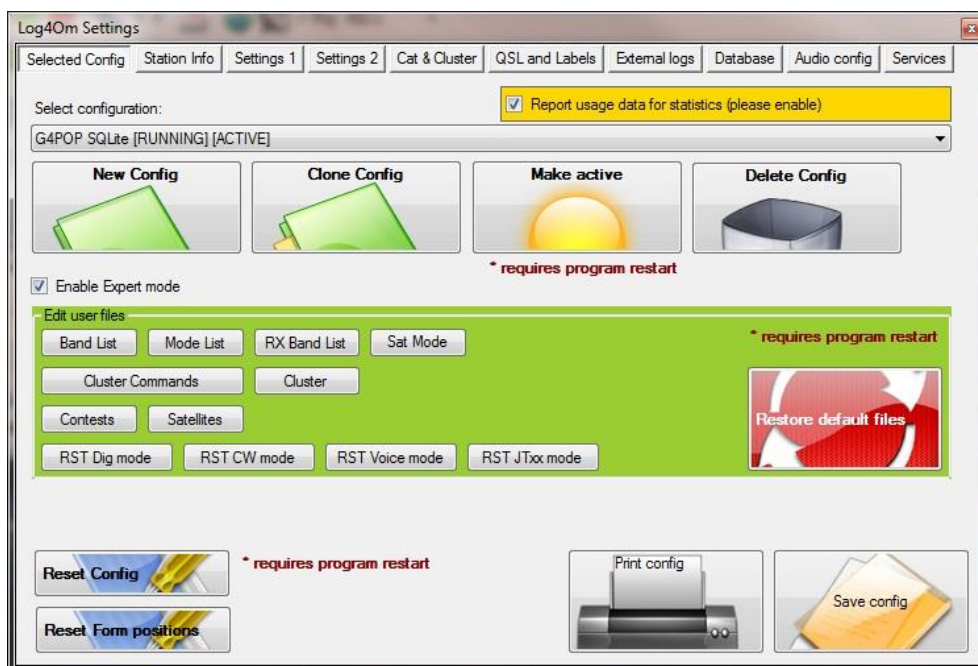 Log4Om Settings
Selected Config Station Info Settings 1 Settings 2 Cat & Cluster QSL and Labels External logs Database Audio config Services
Select configuration:
Report usage data for statistics (please enable)
G4POP SQLite [RUNNING] [ACTIVE]
New Config Clone Config Make active Delete Config
* requires program restart
Enable Expert mode
Edit user files
Band List Mode List RX Band List Sat Mode
* requires program restart
Cluster Commands Cluster
Contests Satellites
Restore default files
RST Dig mode RST CW mode RST Voice mode RST JTxx mode
Reset Config
* requires program restart
Print config
Save config
Reset Form positions